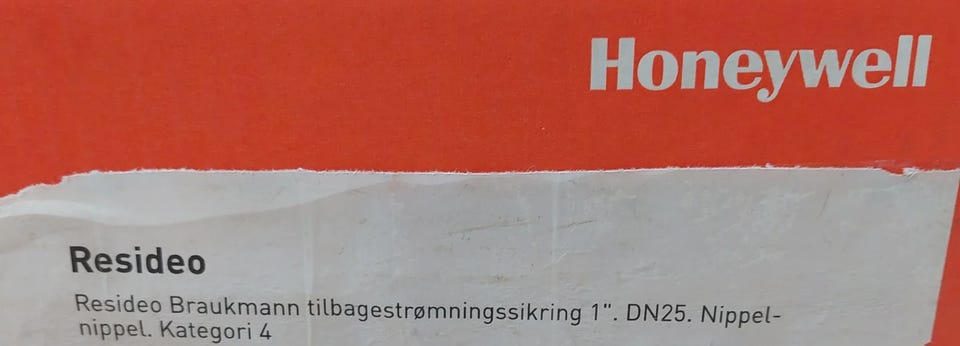 Honeywell
Resideo
Resideo Braukmann tilbagestrømningssikring 1". DN25. Nippel-
nippel. Kategori 4